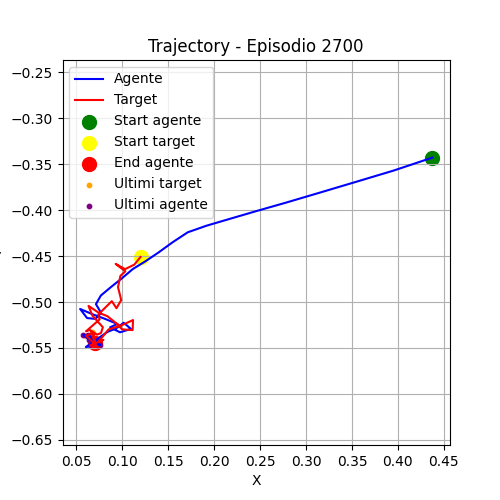 Trajectory - Episodio 2700
Agente
Target
Start agente
Start target
End agente
Ultimi target
Ultimi agente
−0.25
−0.30
−0.35
−0.40
−0.45
−0.50
−0.55
−0.60
−0.65
0.05 0.10 0.15 0.20 0.25 0.30 0.35 0.40 0.45
X